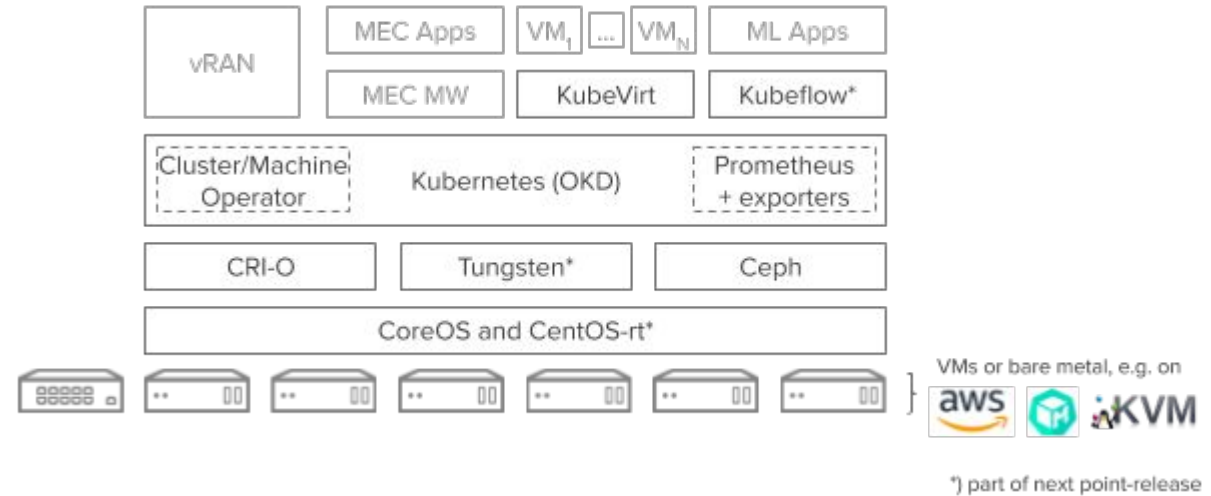 vRAN
MEC Apps
VM1
...
VMN
ML Apps
MEC MW
KubeVirt
Kubeflow*
Cluster/Machine
Operator
Kubernetes (OKD)
Prometheus
+ exporters
CRI-O
Tungsten*
Ceph
CoreOS and CentOS-rt*
VMs or bare metal, e.g. on
aws
KVM
*) part of next point-release